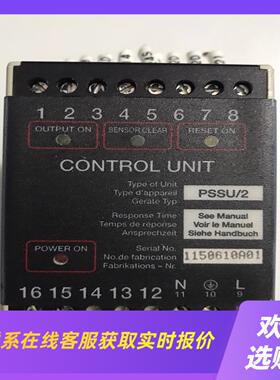 1 2 3 4 5 6 7 8
OUTPUT ON SENSOR CLEAR RESET ON
CONTROL UNIT
Type of Unit
Type d'appareil
Geräte Typ
PSSU/2
Response Time:
Temps de réponse
Ansprechzeit
See Manual
Voir le Manuel
Siehe Handbuch
POWER ON
Serial No.
No. de fabrication
Fabrikations - Nr.
1150610A01
16 15 14 13 12 N L
11 10 9
系在线客服获取实时报价
欢
选购